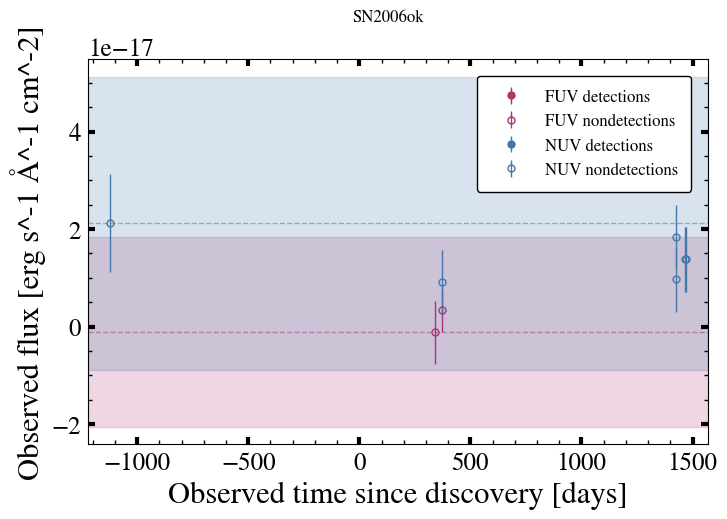 SN2006ok
1e−17
FUV detections
FUV nondetections
NUV detections
NUV nondetections
4
2
0
−2
Observed flux [erg s^-1 Å^-1 cm^-2]
−1000 −500 0 500 1000 1500
Observed time since discovery [days]